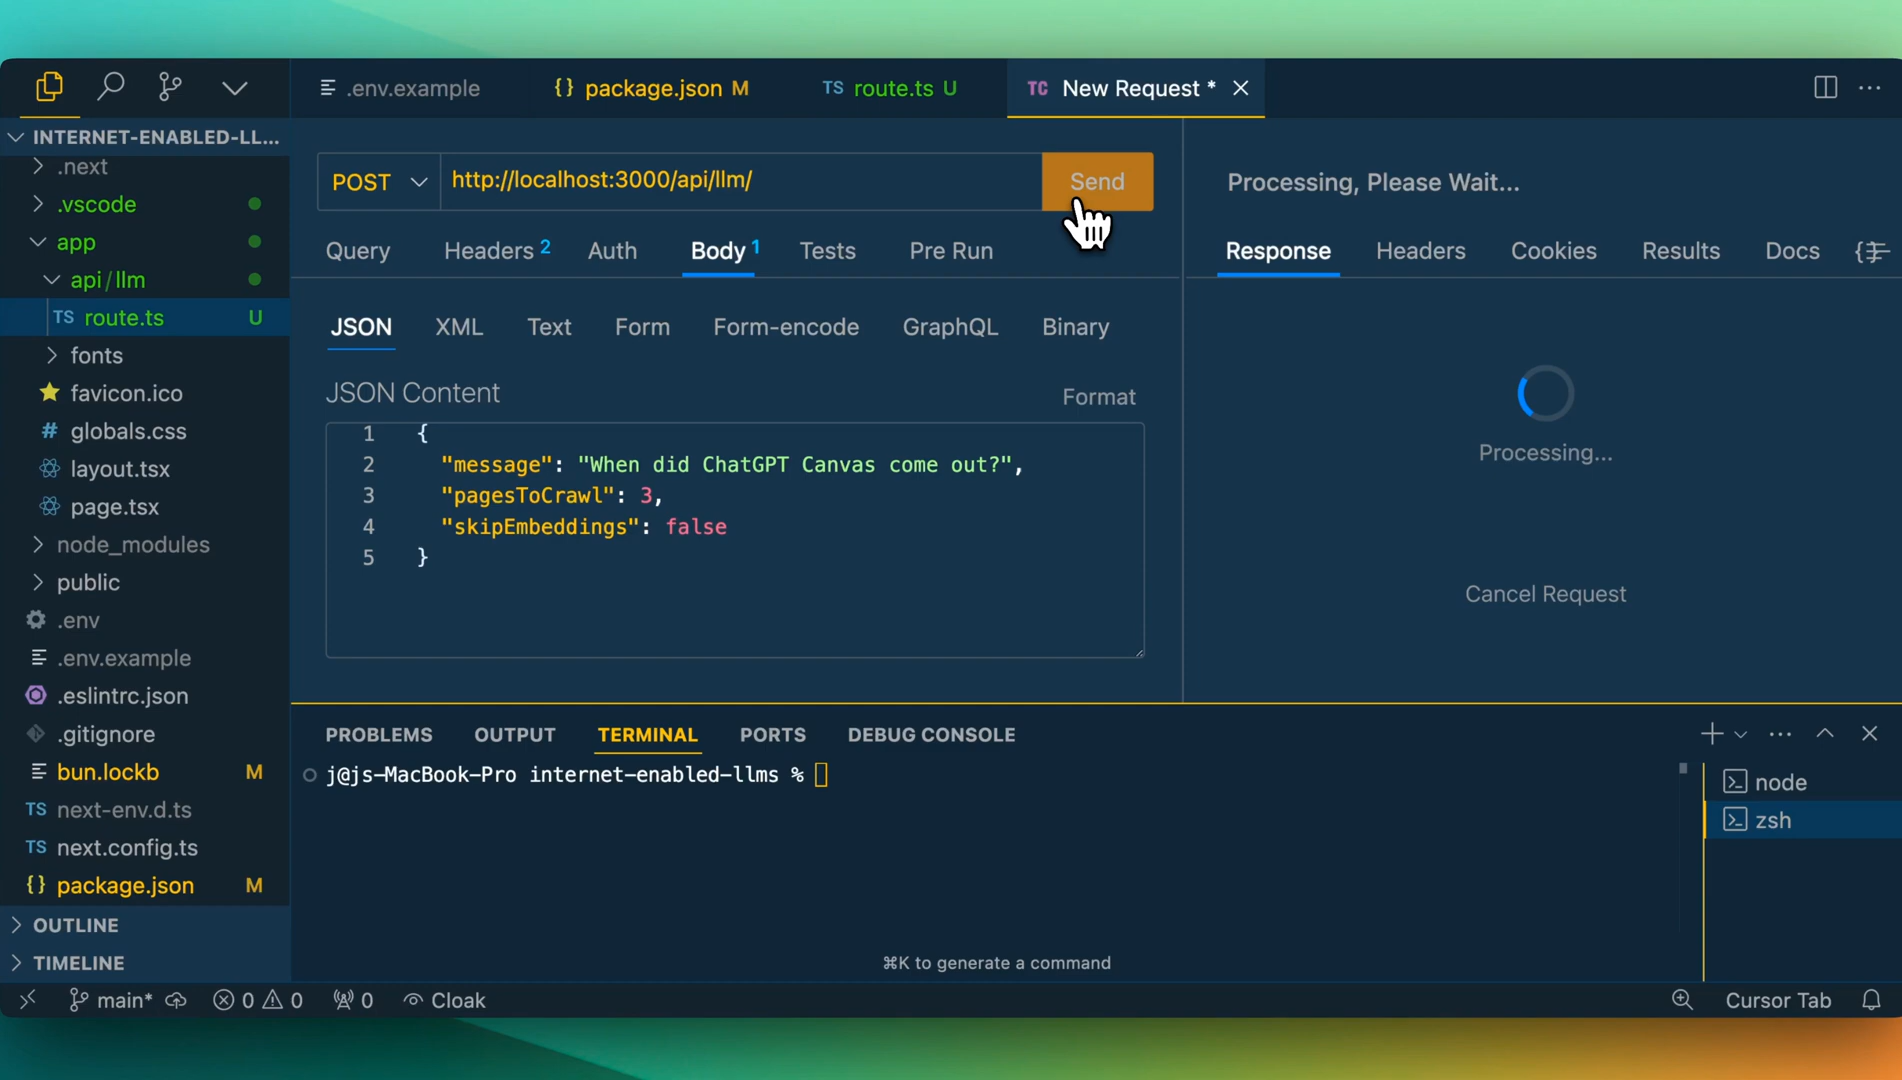 .env.example
{} package.json M
TS route.ts U
TC New Request *
INTERNET-ENABLED-LL...
.next
.vscode
app
api/llm
TS route.ts U
fonts
favicon.ico
# globals.css
layout.tsx
page.tsx
node_modules
public
.env
.env.example
.eslintrc.json
.gitignore
bun.lockb M
TS next-env.d.ts
TS next.config.ts
{} package.json M
OUTLINE
TIMELINE
POST
http://localhost:3000/api/llm/
Send
Query
Headers 2
Auth
Body 1
Tests
Pre Run
JSON
XML
Text
Form
Form-encode
GraphQL
Binary
JSON Content
Format
1 {
2 "message": "When did ChatGPT Canvas come out?",
3 "pagesToCrawl": 3,
4 "skipEmbeddings": false
5 }
Processing, Please Wait...
Response
Headers
Cookies
Results
Docs
Processing...
Cancel Request
PROBLEMS
OUTPUT
TERMINAL
PORTS
DEBUG CONSOLE
j@js-MacBook-Pro internet-enabled-llms %
node
zsh
⌘K to generate a command
main*
0
0
0
Cloak
Cursor Tab